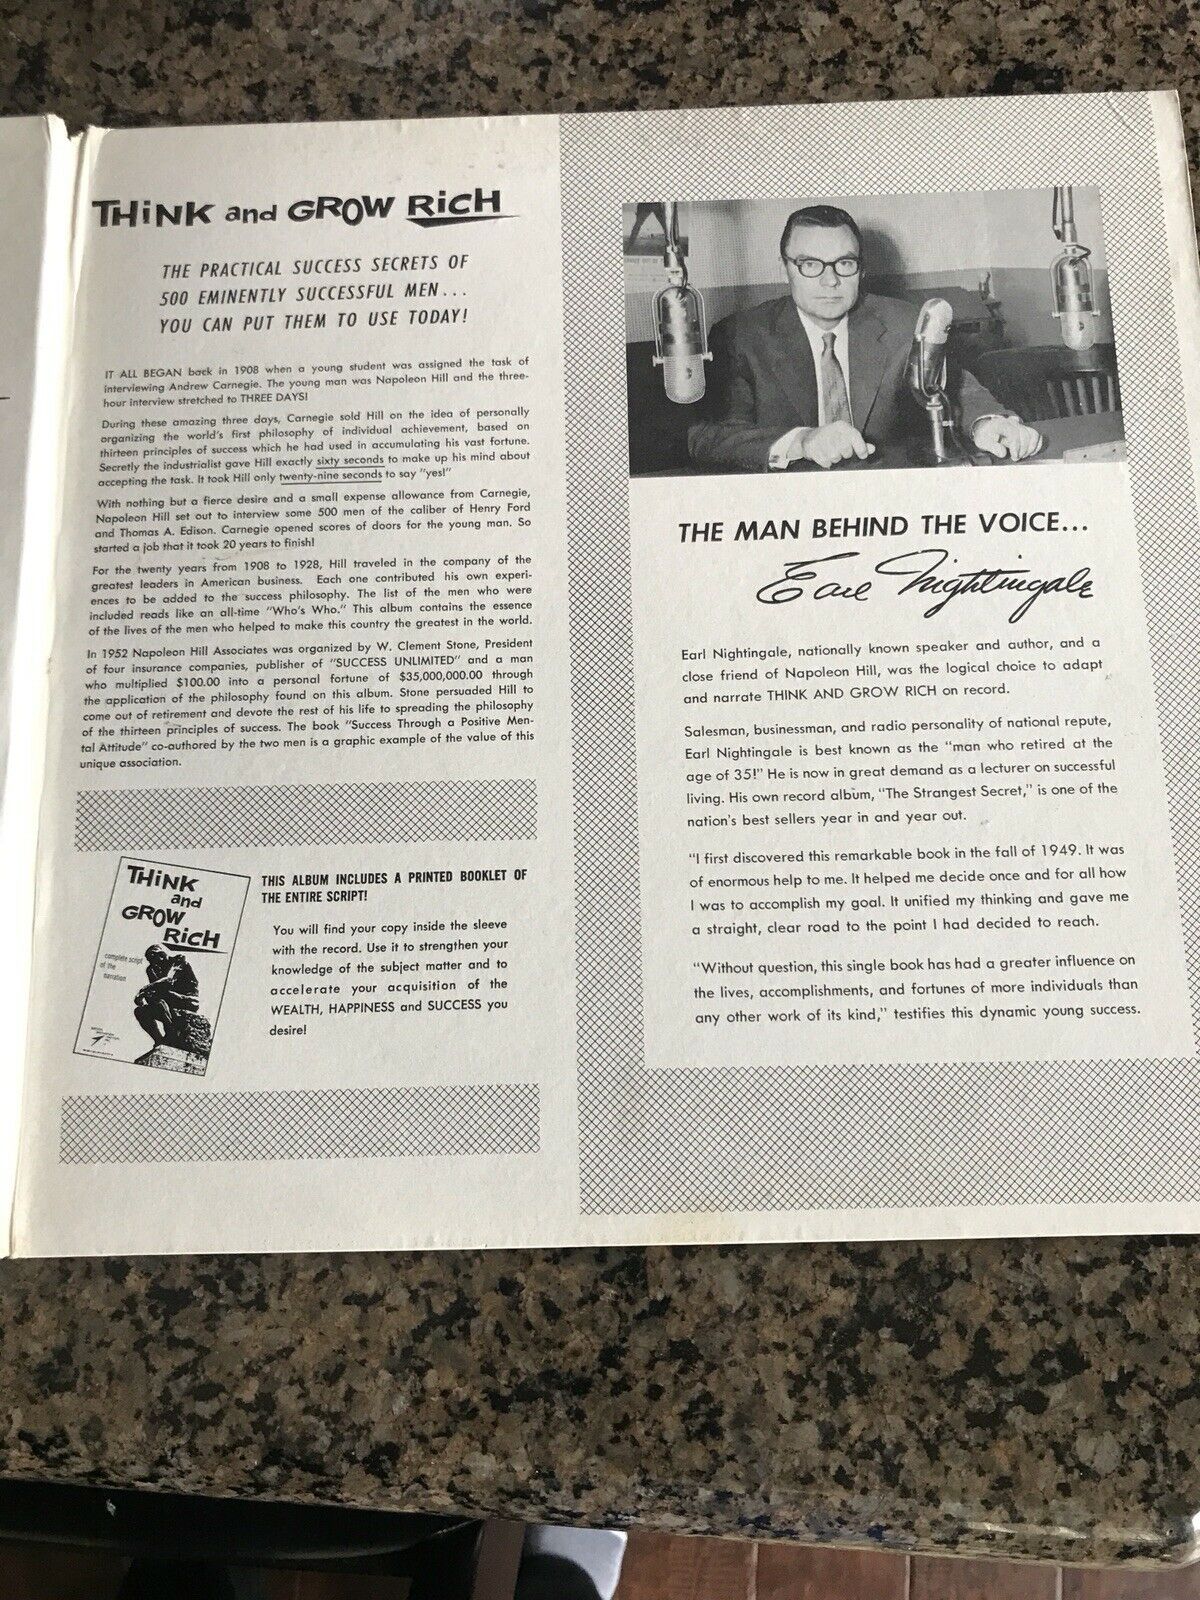 THINK and GROW RICH
THE PRACTICAL SUCCESS SECRETS OF
500 EMINENTLY SUCCESSFUL MEN...
YOU CAN PUT THEM TO USE TODAY!
IT ALL BEGAN back in 1908 when a young student was assigned the task of
interviewing Andrew Carnegie. The young man was Napoleon Hill and the three-
hour interview stretched to THREE DAYS!
During these amazing three days, Carnegie sold Hill on the idea of personally
organizing the world's first philosophy of individual achievement, based on
thirteen principles of success which he had used in accumulating his vast fortune.
Secretly the industrialist gave Hill exactly sixty seconds to make up his mind about
accepting the task. It took Hill only twenty-nine seconds to say "yes!"
With nothing but a fierce desire and a small expense allowance from Carnegie,
Napoleon Hill set out to interview some 500 men of the caliber of Henry Ford
and Thomas A. Edison. Carnegie opened scores of doors for the young man. So
started a job that it took 20 years to finish!
For the twenty years from 1908 to 1928, Hill traveled in the company of the
greatest leaders in American business. Each one contributed his own experi-
ences to be added to the success philosophy. The list of the men who were
included reads like an all-time "Who's Who." This album contains the essence
of the lives of the men who helped to make this country the greatest in the world.
In 1952 Napoleon Hill Associates was organized by W. Clement Stone, President
of four insurance companies, publisher of "SUCCESS UNLIMITED" and a man
who multiplied $100.00 into a personal fortune of $35,000,000.00 through
the application of the philosophy found on this album. Stone persuaded Hill to
come out of retirement and devote the rest of his life to spreading the philosophy
of the thirteen principles of success. The book "Success Through a Positive Men-
tal Attitude" co-authored by the two men is a graphic example of the value of this
unique association.
THINK
and
GROW
RICH
complete script
of the
narration
THIS ALBUM INCLUDES A PRINTED BOOKLET OF
THE ENTIRE SCRIPT!
You will find your copy inside the sleeve
with the record. Use it to strengthen your
knowledge of the subject matter and to
accelerate your acquisition of the
WEALTH, HAPPINESS and SUCCESS you
desire!
THE MAN BEHIND THE VOICE...
Earl Nightingale
Earl Nightingale, nationally known speaker and author, and a
close friend of Napoleon Hill, was the logical choice to adapt
and narrate THINK AND GROW RICH on record.
Salesman, businessman, and radio personality of national repute,
Earl Nightingale is best known as the "man who retired at the
age of 35!" He is now in great demand as a lecturer on successful
living. His own record album, "The Strangest Secret," is one of the
nation's best sellers year in and year out.
"I first discovered this remarkable book in the fall of 1949. It was
of enormous help to me. It helped me decide once and for all how
I was to accomplish my goal. It unified my thinking and gave me
a straight, clear road to the point I had decided to reach.
"Without question, this single book has had a greater influence on
the lives, accomplishments, and fortunes of more individuals than
any other work of its kind," testifies this dynamic young success.